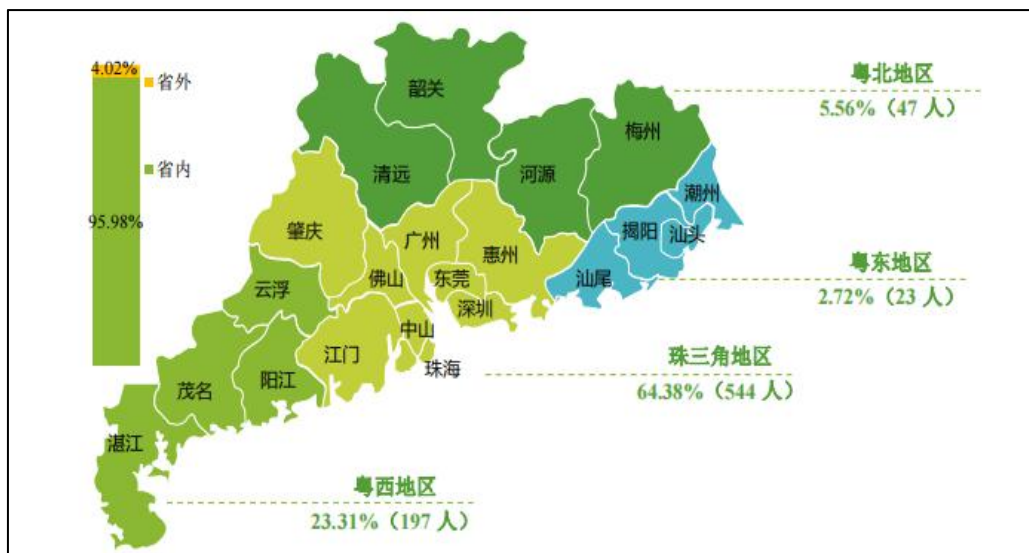 4.02%
省外
省内
95.98%
韶关
梅州
清远
河源
潮州
肇庆
广州
揭阳
汕头
惠州
佛山
东莞
汕尾
云浮
深圳
中山
江门
珠海
茂名
阳江
湛江
粤北地区
5.56%（47 人）
粤东地区
2.72%（23 人）
珠三角地区
64.38%（544 人）
粤西地区
23.31%（197 人）